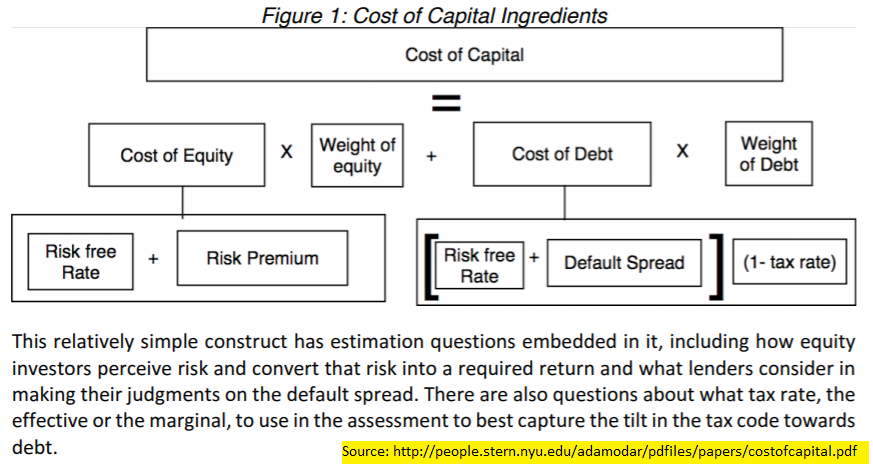 Figure 1: Cost of Capital Ingredients
Cost of Capital
=
Cost of Equity X Weight of equity + Cost of Debt X Weight of Debt
Risk free Rate + Risk Premium [ Risk free Rate + Default Spread ] (1- tax rate)
This relatively simple construct has estimation questions embedded in it, including how equity
investors perceive risk and convert that risk into a required return and what lenders consider in
making their judgments on the default spread. There are also questions about what tax rate, the
effective or the marginal, to use in the assessment to best capture the tilt in the tax code towards
debt.
Source: http://people.stern.nyu.edu/adamodar/pdfiles/papers/costofcapital.pdf